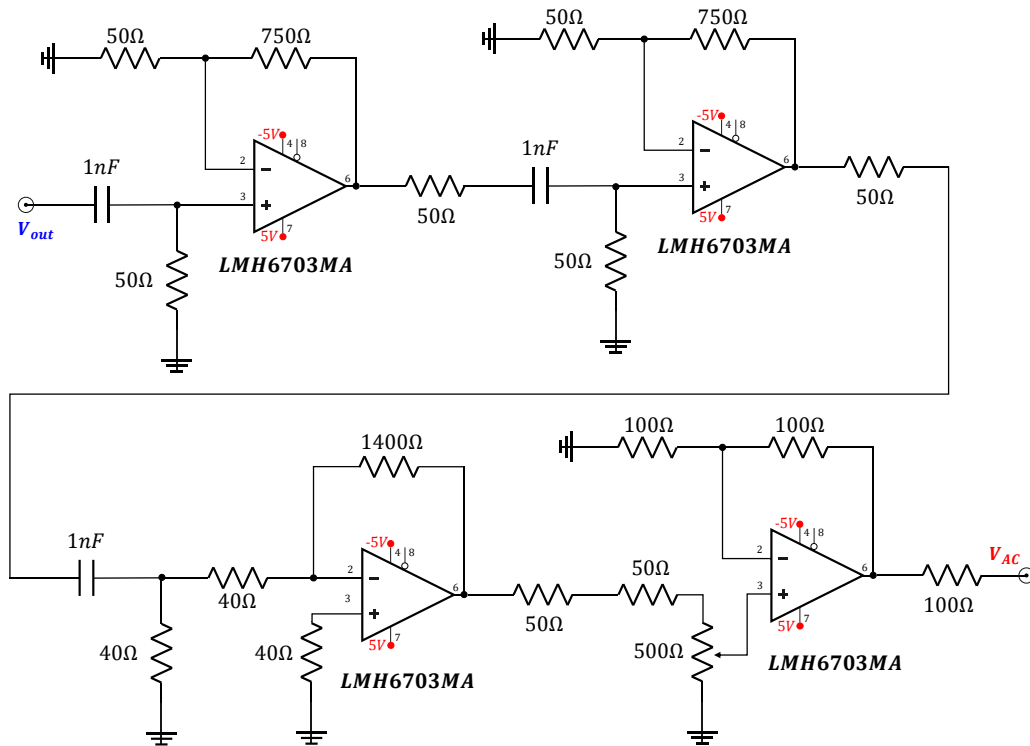 50Ω 750Ω 50Ω 750Ω
-5V 4 8 -5V 4 8
1nF 2 6 1nF 2 6
3 3
V_out 5V 7 50Ω 5V 7 50Ω
LMH6703MA LMH6703MA
50Ω 50Ω
1400Ω 100Ω 100Ω
-5V 4 8 -5V 4 8
1nF 2 6 50Ω 2 6 V_AC
40Ω 3 50Ω 3 100Ω
40Ω 40Ω 5V 7 500Ω 5V 7
LMH6703MA LMH6703MA